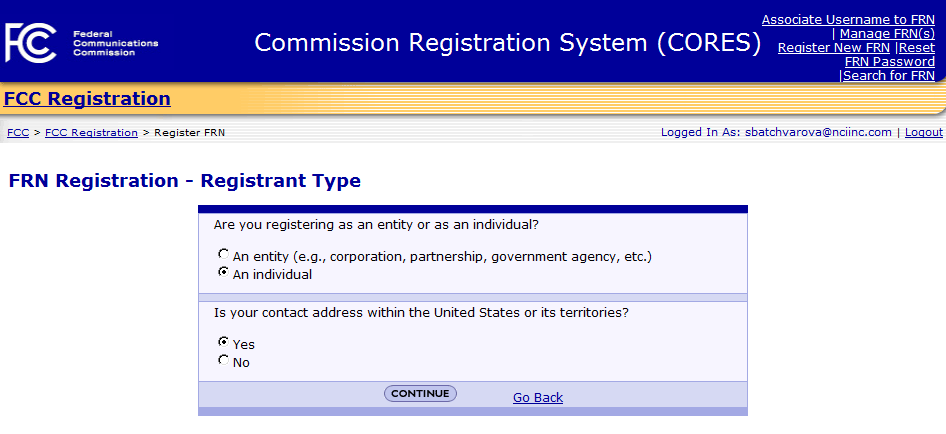 FCC Federal
Communications
Commission
Commission Registration System (CORES)
Associate Username to FRN
| Manage FRN(s)
Register New FRN |Reset
FRN Password
|Search for FRN
FCC Registration
FCC > FCC Registration > Register FRN
Logged In As: sbatchvarova@nciinc.com | Logout
FRN Registration - Registrant Type
Are you registering as an entity or as an individual?
An entity (e.g., corporation, partnership, government agency, etc.)
An individual
Is your contact address within the United States or its territories?
Yes
No
CONTINUE Go Back